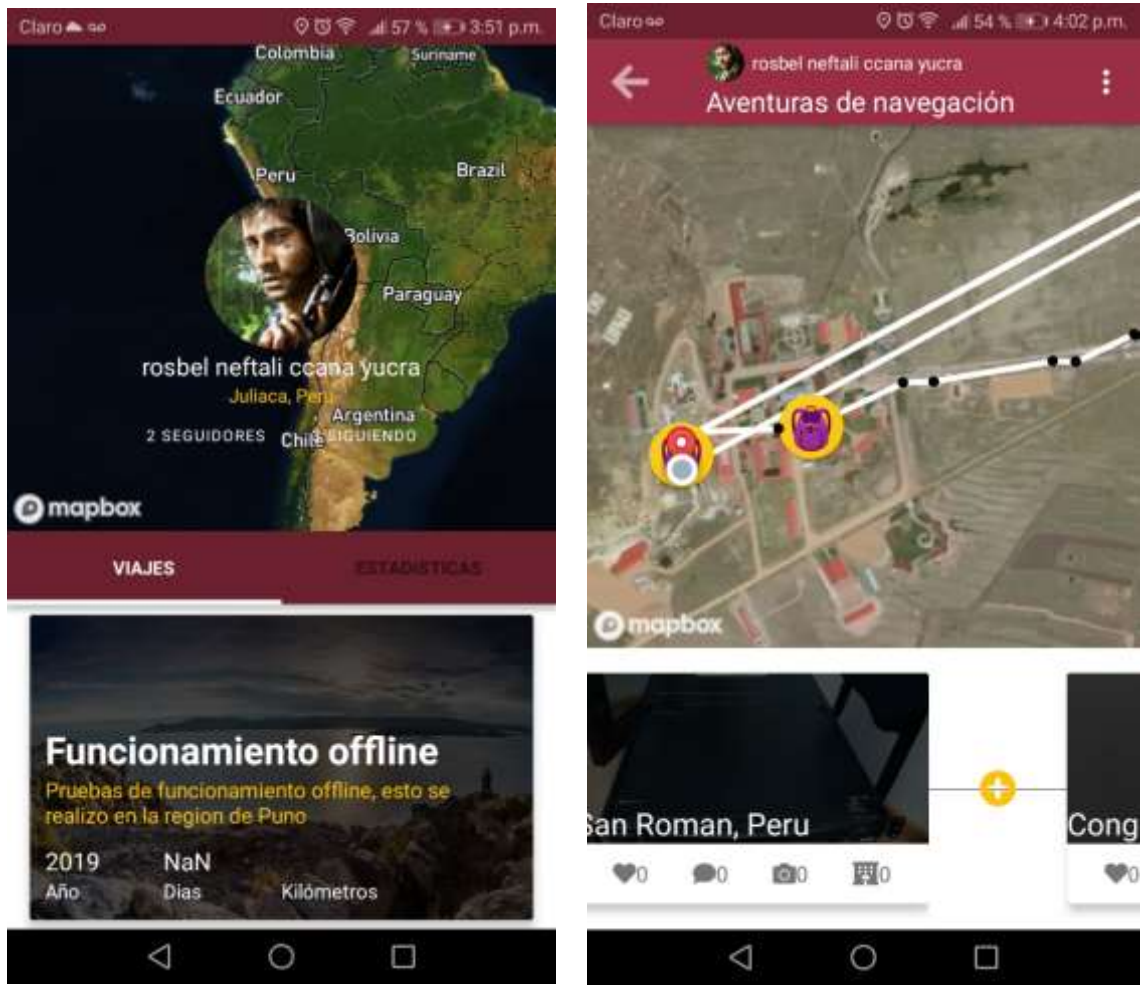 Claro
57 %
3:51 p.m.
Colombia
Suriname
Ecuador
Peru
Brazil
Bolivia
Paraguay
rosbel neftali ccana yucra
Juliaca, Peru
Argentina
2 SEGUIDORES
Chile
SIGUIENDO
mapbox
VIAJES
ESTADISTICAS
Funcionamiento offline
Pruebas de funcionamiento offline, esto se
realizo en la region de Puno
2019 NaN
Año Dias Kilómetros
Claro
54 %
4:02 p.m.
rosbel neftali ccana yucra
Aventuras de navegación
mapbox
San Roman, Peru
Cong
0 0 0 0
0